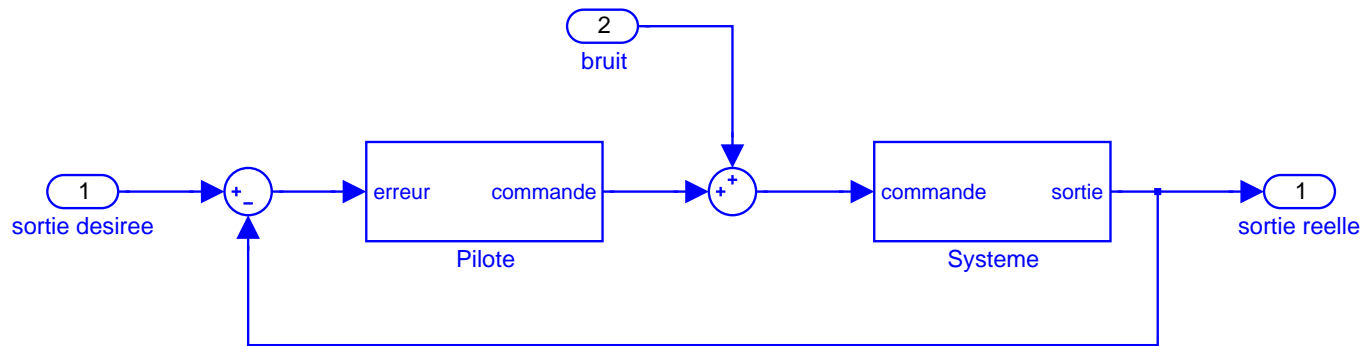 2
bruit
1
sortie desiree
+
−
erreur
commande
Pilote
+
+
commande
sortie
Systeme
1
sortie reelle